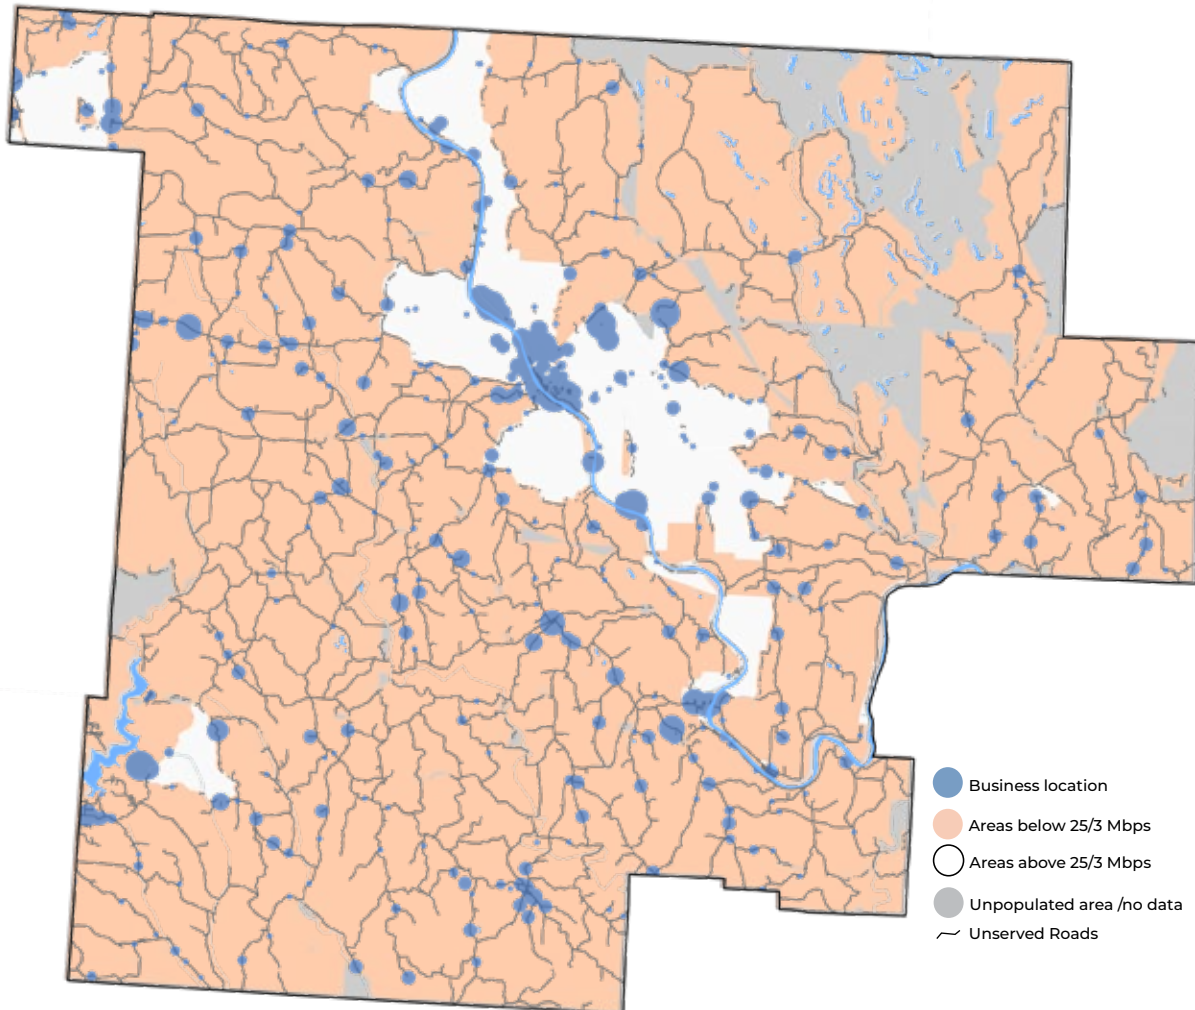 Business location
Areas below 25/3 Mbps
Areas above 25/3 Mbps
Unpopulated area /no data
Unserved Roads